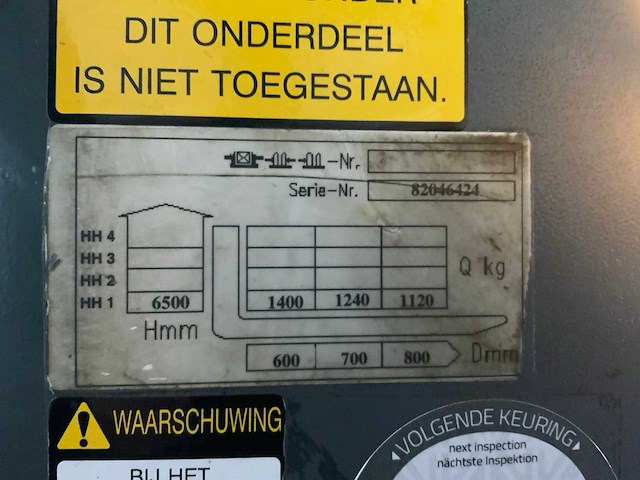 DIT ONDERDEEL
IS NIET TOEGESTAAN.
-Nr.
Serie-Nr. 82046424
HH 4
HH 3
HH 2
HH 1 6500 1400 1240 1120
Q kg
Hmm
600 700 800 Dmm
WAARSCHUWING
BIJ HET
VOLGENDE KEURING
next inspection
nächste Inspektion